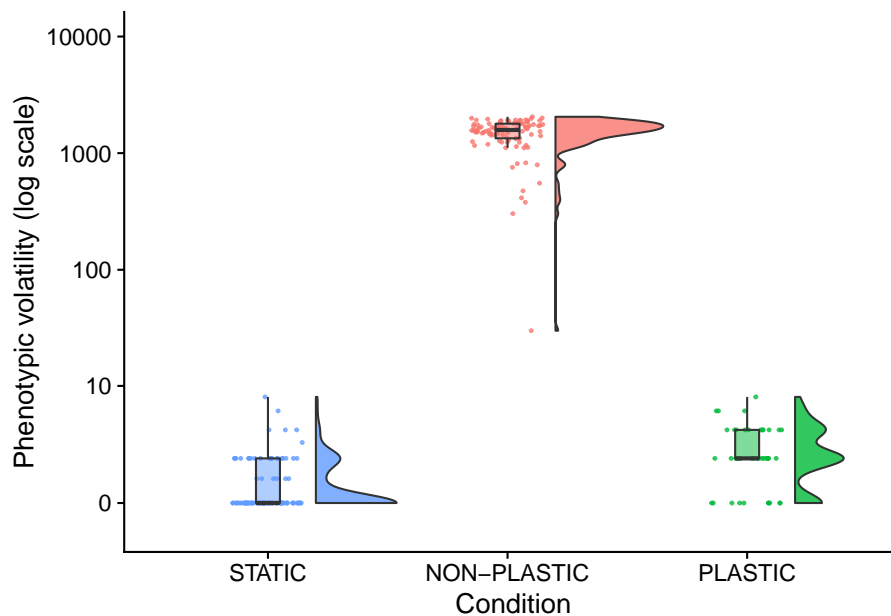 Phenotypic volatility (log scale)
10000
1000
100
10
0
STATIC
NON−PLASTIC
PLASTIC
Condition